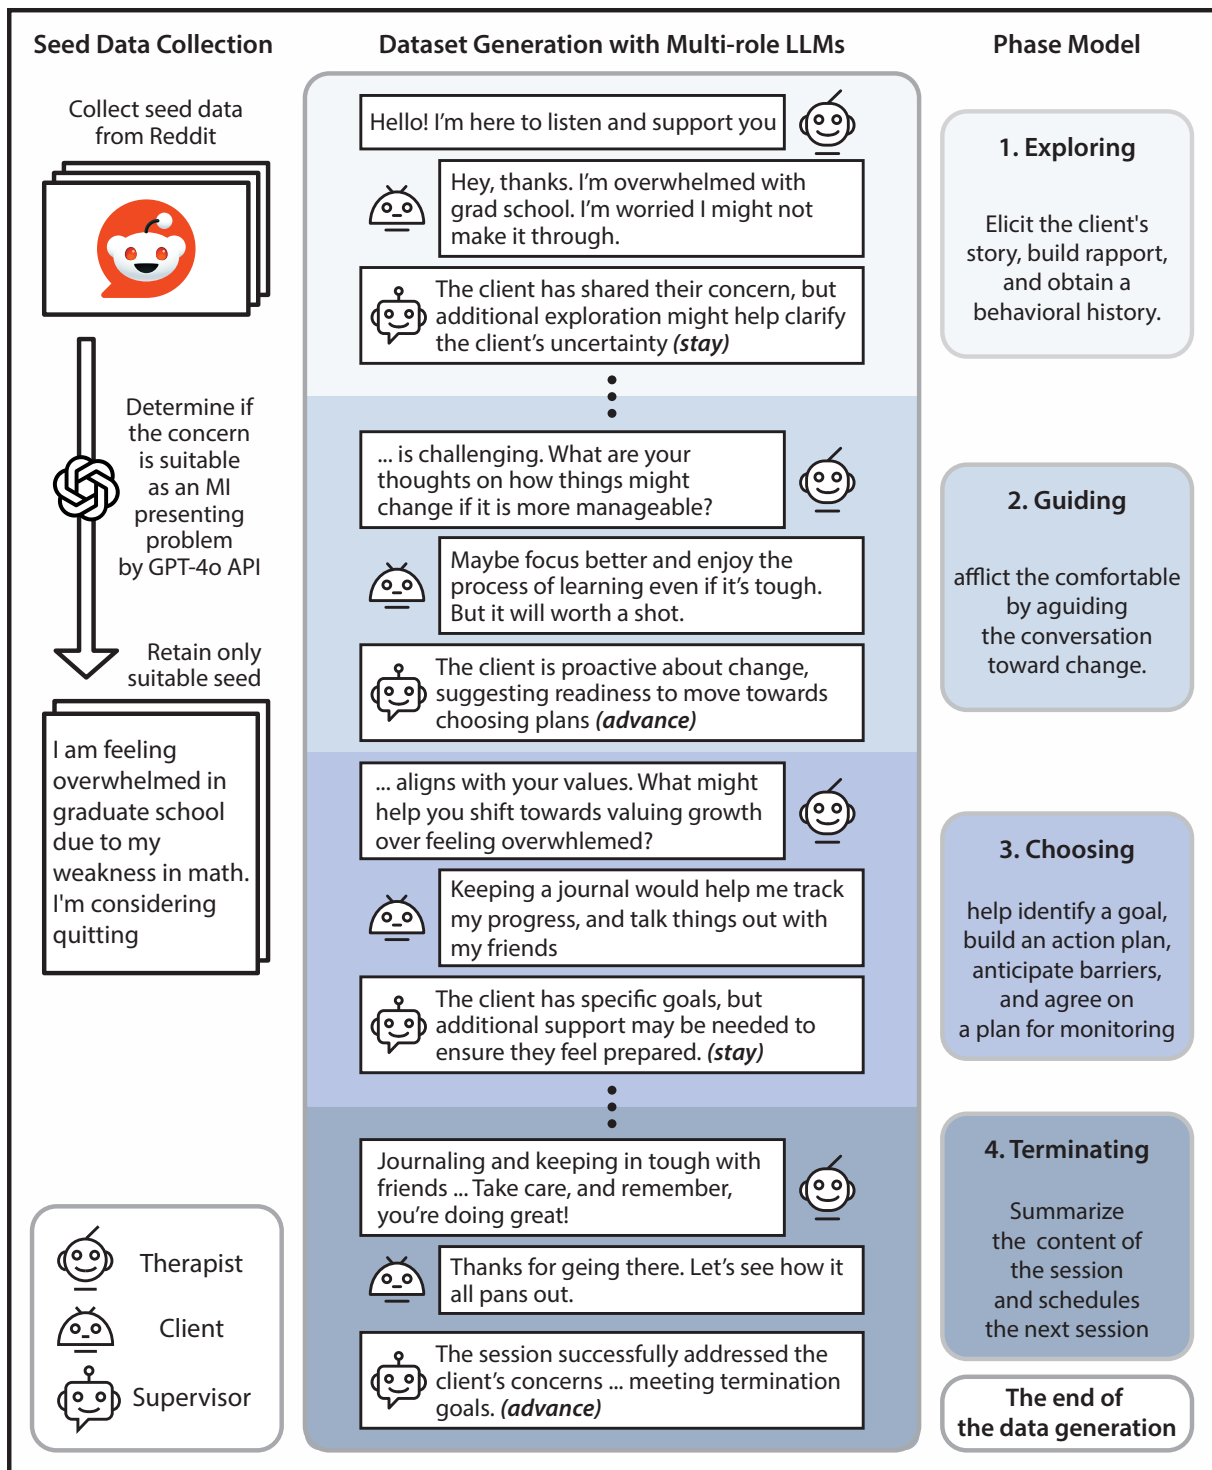 Seed Data Collection
Collect seed data
from Reddit
Determine if
the concern
is suitable
as an MI
presenting
problem
by GPT-4o API
Retain only
suitable seed
I am feeling
overwhelmed in
graduate school
due to my
weakness in math.
I'm considering
quitting
Therapist
Client
Supervisor
Dataset Generation with Multi-role LLMs
Hello! I'm here to listen and support you
Hey, thanks. I'm overwhelmed with
grad school. I'm worried I might not
make it through.
The client has shared their concern, but
additional exploration might help clarify
the client's uncertainty (stay)
... is challenging. What are your
thoughts on how things might
change if it is more manageable?
Maybe focus better and enjoy the
process of learning even if it's tough.
But it will worth a shot.
The client is proactive about change,
suggesting readiness to move towards
choosing plans (advance)
... aligns with your values. What might
help you shift towards valuing growth
over feeling overwhlemed?
Keeping a journal would help me track
my progress, and talk things out with
my friends
The client has specific goals, but
additional support may be needed to
ensure they feel prepared. (stay)
Journaling and keeping in tough with
friends ... Take care, and remember,
you're doing great!
Thanks for geing there. Let's see how it
all pans out.
The session successfully addressed the
client's concerns ... meeting termination
goals. (advance)
Phase Model
1. Exploring
Elicit the client's
story, build rapport,
and obtain a
behavioral history.
2. Guiding
afflict the comfortable
by aguiding
the conversation
toward change.
3. Choosing
help identify a goal,
build an action plan,
anticipate barriers,
and agree on
a plan for monitoring
4. Terminating
Summarize
the content of
the session
and schedules
the next session
The end of
the data generation